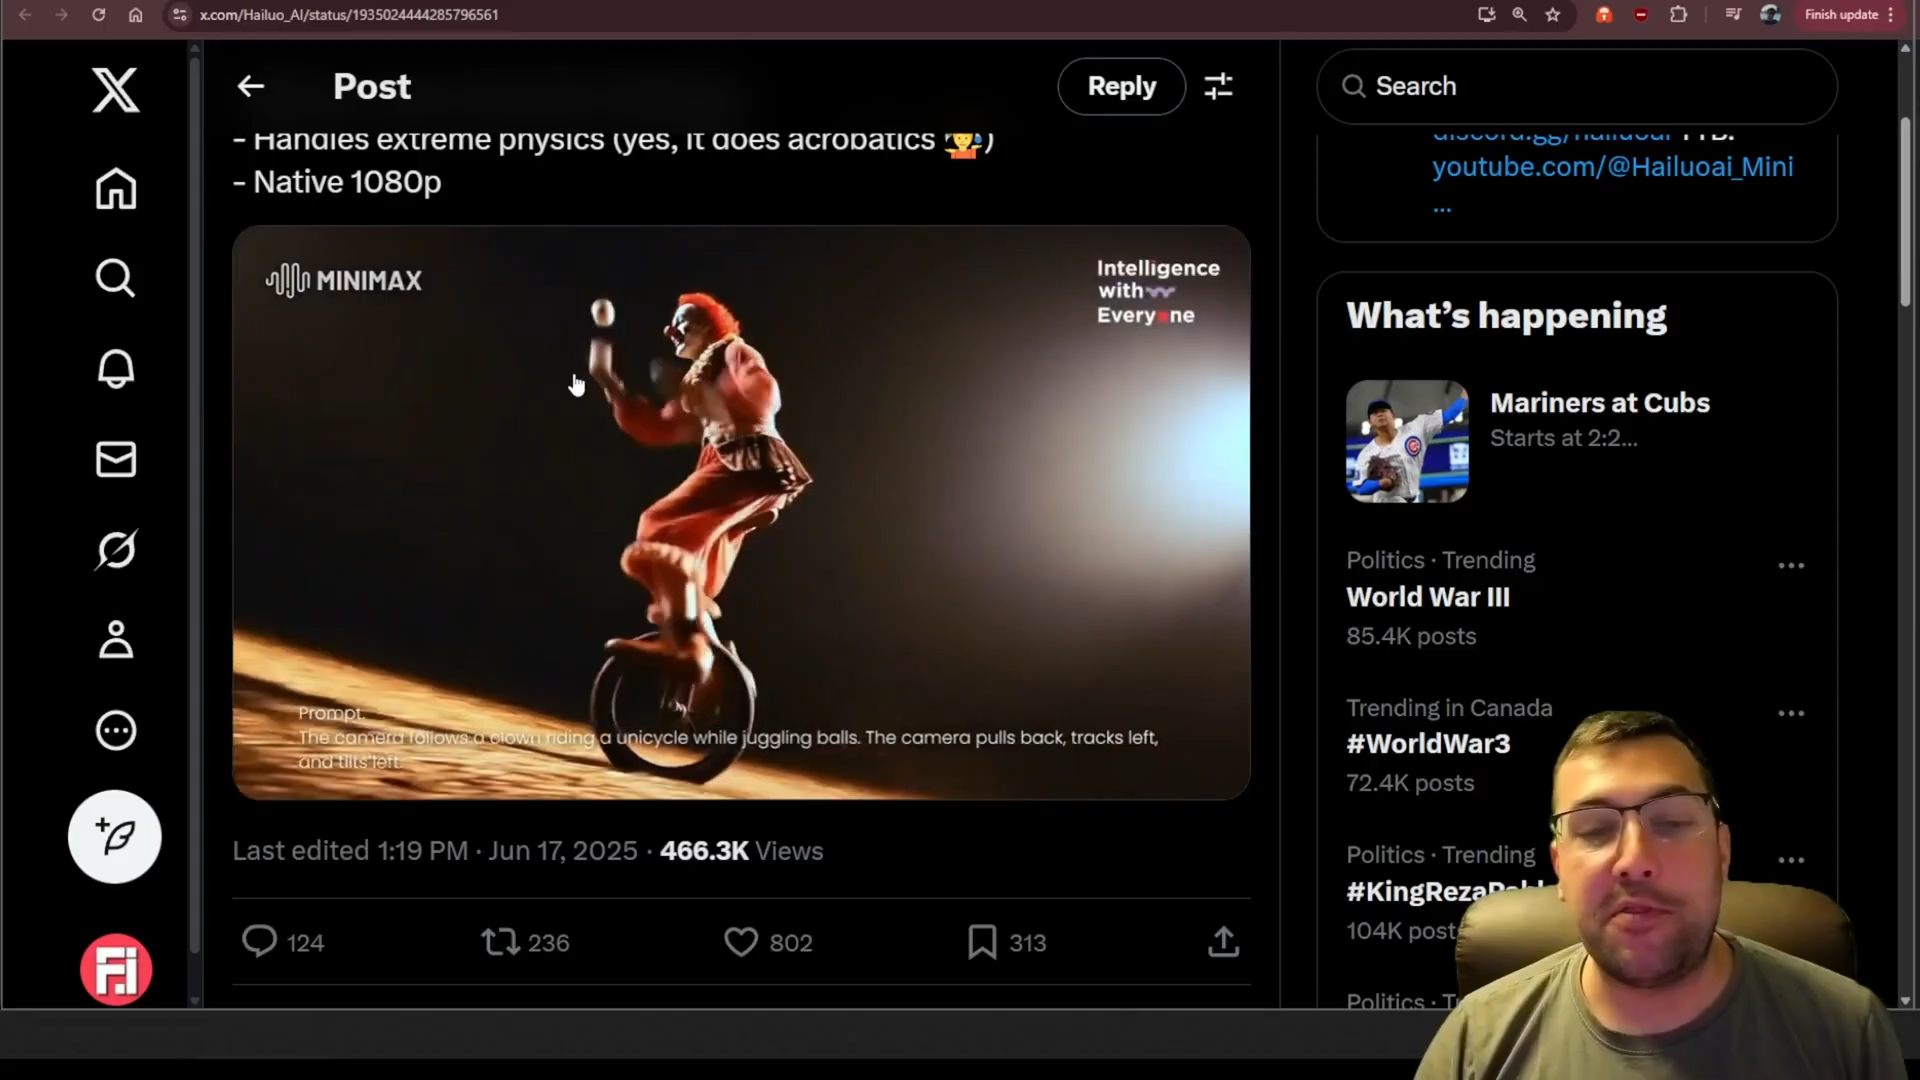 x.com/Hailuo_AI/status/1935024444285796561
Finish update
Post
Reply
Search
- Handles extreme physics (yes, it does acrobatics 🤹)
- Native 1080p
MINIMAX
Intelligence
with
Everyone
Prompt.
The camera follows a clown riding a unicycle while juggling balls. The camera pulls back, tracks left,
and tilts left.
Last edited 1:19 PM · Jun 17, 2025 · 466.3K Views
124
236
802
313
discord.gg/hailuoai YTB:
youtube.com/@Hailuoai_Mini
...
What's happening
Mariners at Cubs
Starts at 2:2...
Politics · Trending
World War III
85.4K posts
Trending in Canada
#WorldWar3
72.4K posts
Politics · Trending
104K
Politics